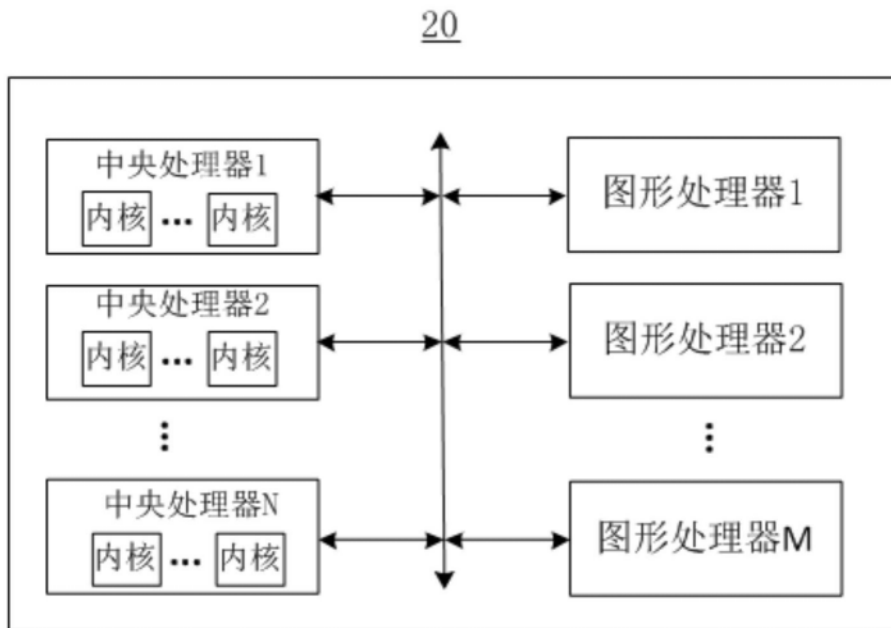 20
中央处理器1
内核 ... 内核
图形处理器1
中央处理器2
内核 ... 内核
图形处理器2
⋮
⋮
中央处理器N
内核 ... 内核
图形处理器M